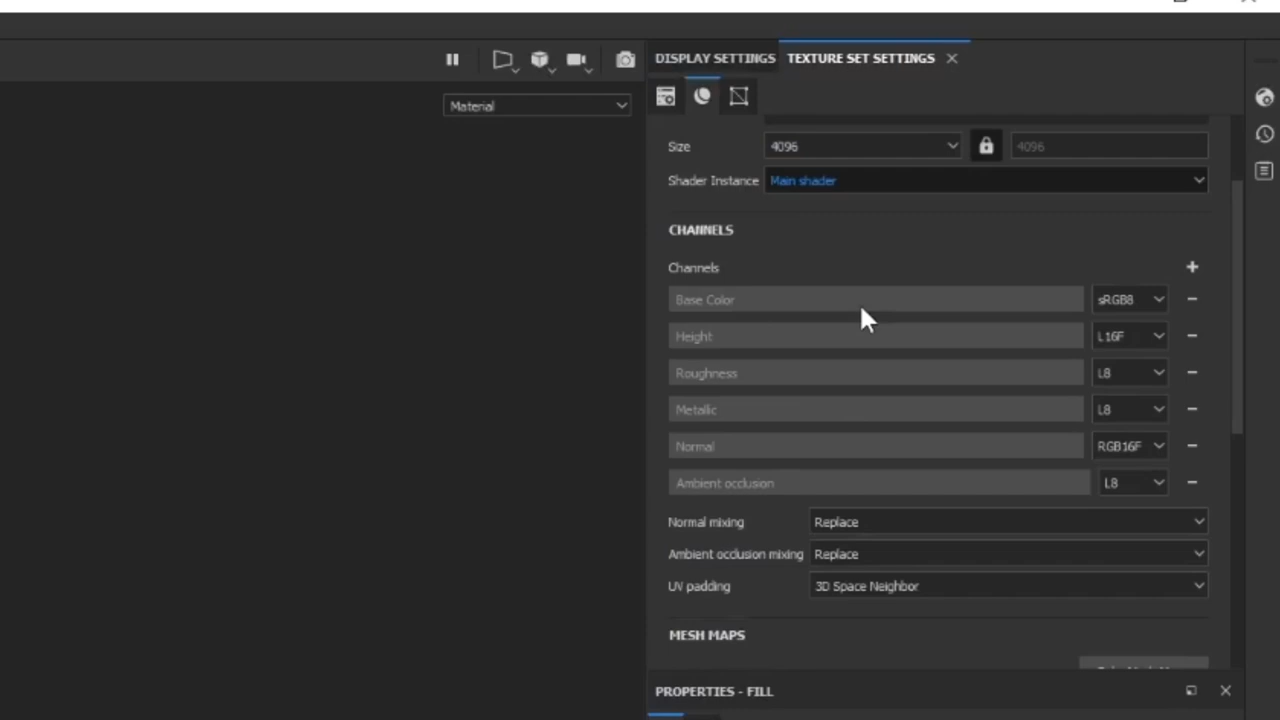 DISPLAY SETTINGS TEXTURE SET SETTINGS
Material
Size 4096 4096
Shader Instance Main shader
CHANNELS
Channels
Base Color sRGB8
Height L16F
Roughness L8
Metallic L8
Normal RGB16F
Ambient occlusion L8
Normal mixing Replace
Ambient occlusion mixing Replace
UV padding 3D Space Neighbor
MESH MAPS
PROPERTIES - FILL